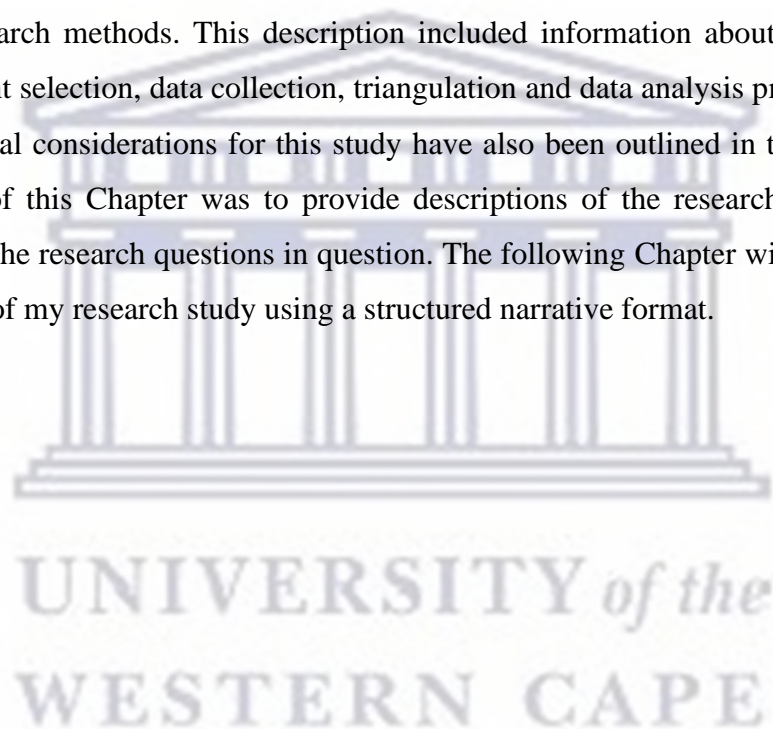 arch methods. This description included information about
t selection, data collection, triangulation and data analysis pr
al considerations for this study have also been outlined in t
of this Chapter was to provide descriptions of the research
he research questions in question. The following Chapter wi
of my research study using a structured narrative format.
UNIVERSITY of the
WESTERN CAPE